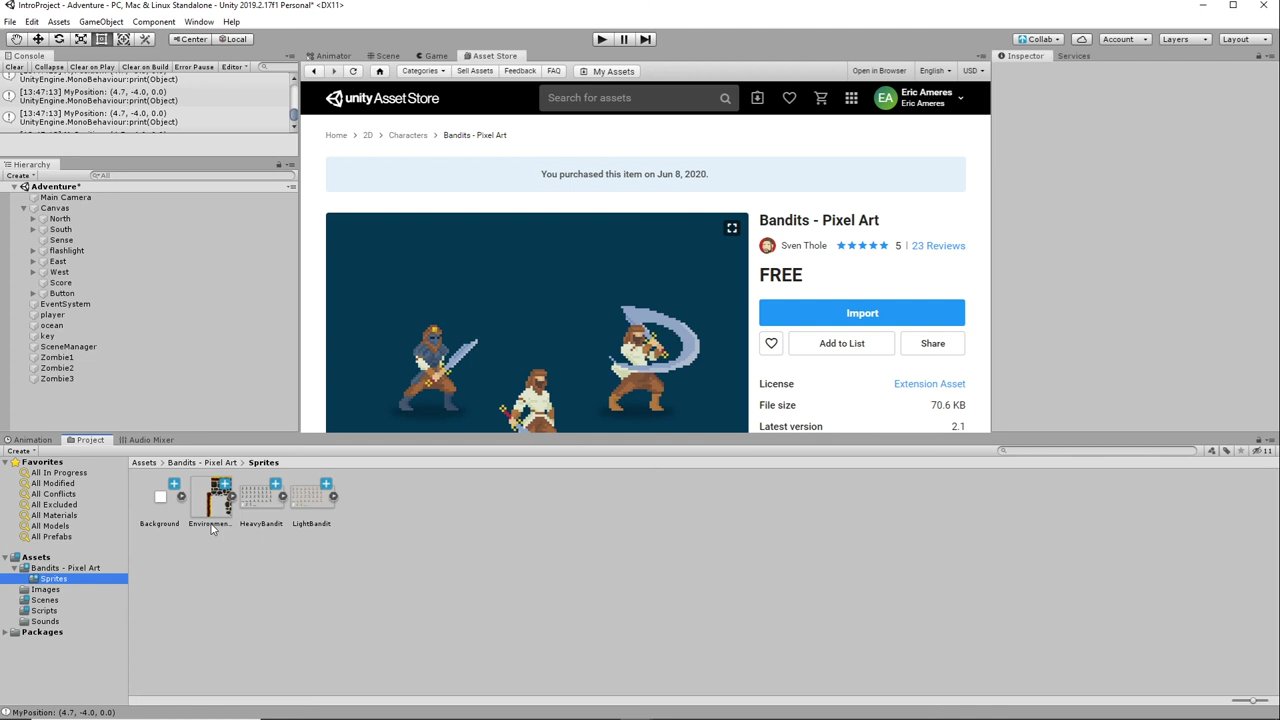 IntroProject - Adventure - PC, Mac & Linux Standalone - Unity 2019.2.17f1 Personal* <DX11>
File Edit Assets GameObject Component Window Help
Center Local Collab Account Layers Layout
Console Animator Scene Game Asset Store Inspector Services
Clear Collapse Clear on Play Clear on Build Error Pause Editor
Categories Sell Assets Feedback FAQ My Assets Open in Browser English USD
UnityEngine.MonoBehaviour:print(Object)
[13:47:13] MyPosition: (4.7, -4.0, 0.0)
UnityEngine.MonoBehaviour:print(Object)
[13:47:13] MyPosition: (4.7, -4.0, 0.0)
UnityEngine.MonoBehaviour:print(Object)
unity Asset Store Search for assets EA Eric Ameres
Eric Ameres
Home > 2D > Characters > Bandits - Pixel Art
You purchased this item on Jun 8, 2020.
Hierarchy
Create All
Adventure*
Main Camera
Canvas
North
South
Sense
flashlight
East
West
Score
Button
EventSystem
player
ocean
key
SceneManager
Zombie1
Zombie2
Zombie3
Bandits - Pixel Art
Sven Thole 5 | 23 Reviews
FREE
Import
Add to List Share
License Extension Asset
File size 70.6 KB
Latest version 2.1
Animation Project Audio Mixer
Create 11
Favorites
All In Progress
All Modified
All Conflicts
All Excluded
All Materials
All Models
All Prefabs
Assets
Bandits - Pixel Art
Sprites
Images
Scenes
Scripts
Sounds
Packages
Assets > Bandits - Pixel Art > Sprites
Background Environmen... HeavyBandit LightBandit
MyPosition: (4.7, -4.0, 0.0)